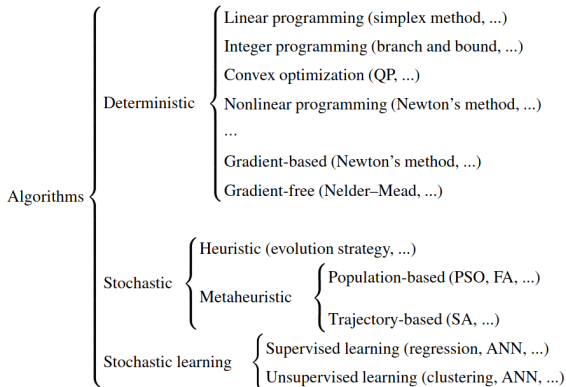 Linear programming (simplex method, ...)
Integer programming (branch and bound, ...)
Convex optimization (QP, ...)
Deterministic
Nonlinear programming (Newton's method, ...)
...
Gradient-based (Newton's method, ...)
Gradient-free (Nelder–Mead, ...)
Algorithms
Heuristic (evolution strategy, ...)
Stochastic
Metaheuristic
Population-based (PSO, FA, ...)
Trajectory-based (SA, ...)
Stochastic learning
Supervised learning (regression, ANN, ...)
Unsupervised learning (clustering, ANN, ...)